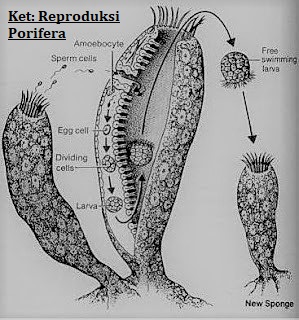 Ket: Reproduksi
Porifera
Amoebocyte
Sperm cells
Free
swimming
larva
Egg cell
Dividing
cells
Larva
New Sponge